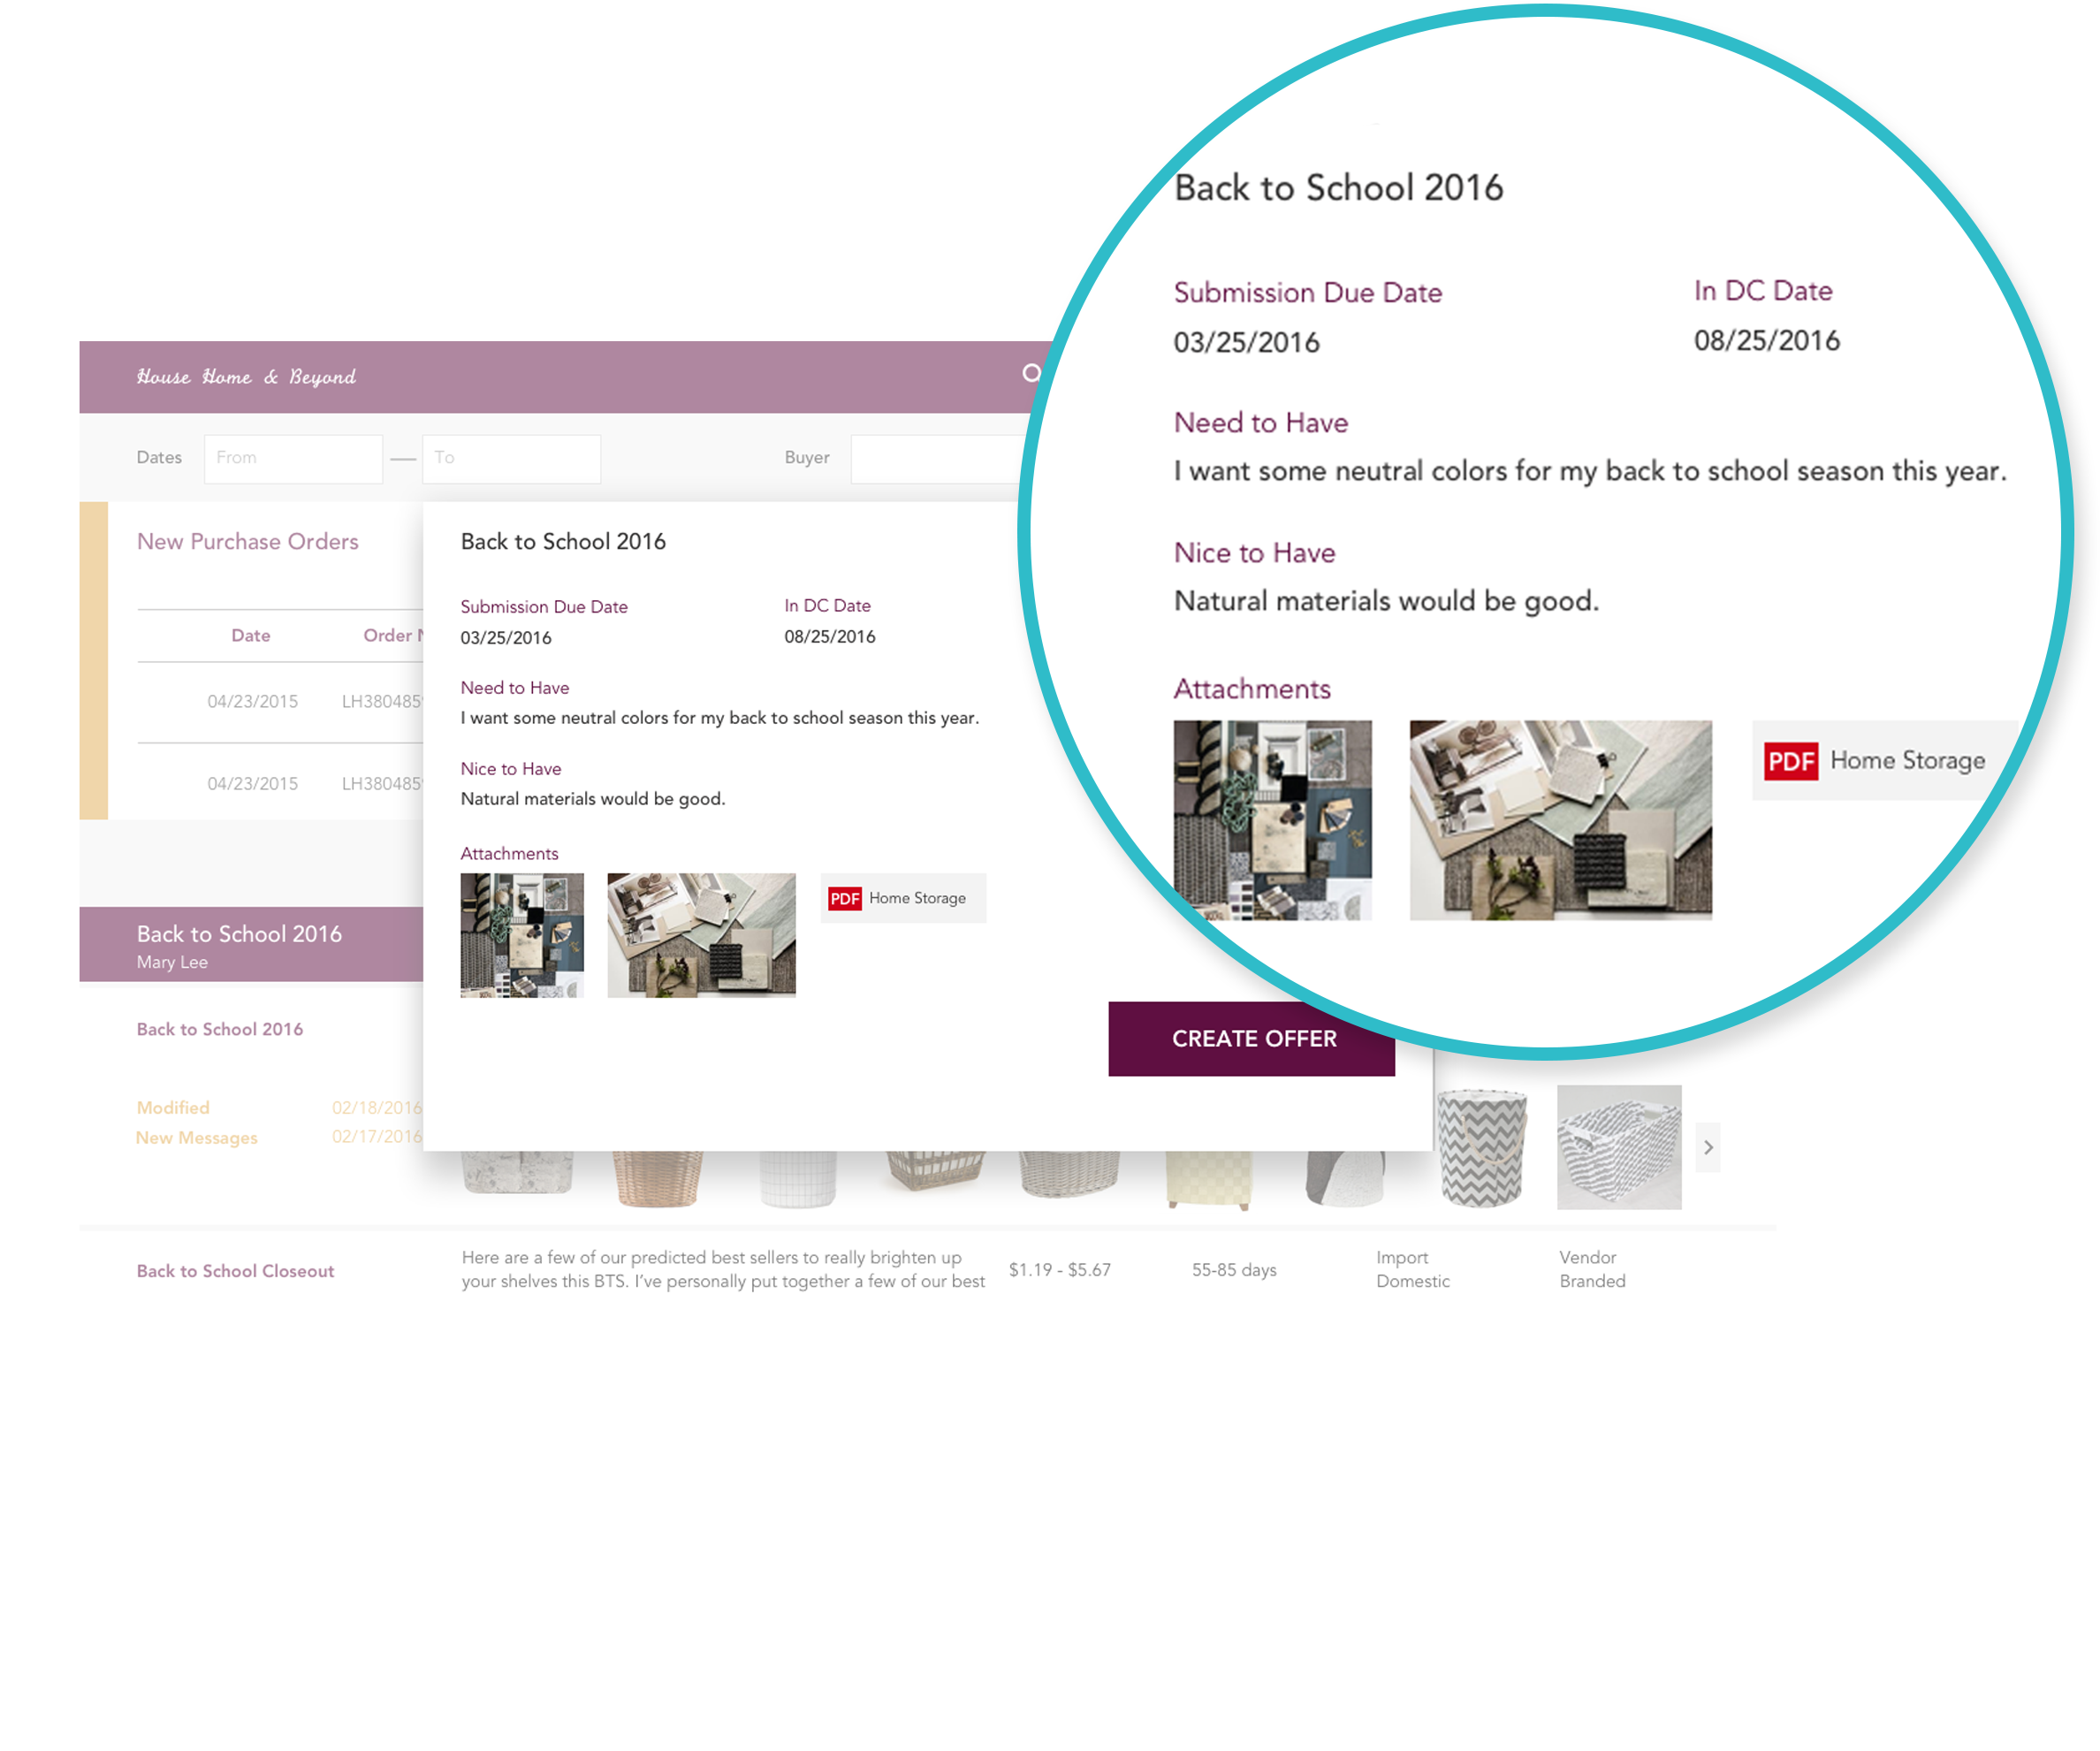 House Home & Beyond
Dates
From
To
Buyer
New Purchase Orders
Date
Order
04/23/2015
04/23/2015
Back to School 2016
Submission Due Date
In DC Date
03/25/2016
08/25/2016
Need to Have
I want some neutral colors for my back to school season this year.
Nice to Have
Natural materials would be good.
Attachments
PDF Home Storage
CREATE OFFER
Back to School 2016
Submission Due Date
In DC Date
03/25/2016
08/25/2016
Need to Have
I want some neutral colors for my back to school season this year.
Nice to Have
Natural materials would be good.
Attachments
PDF Home Storage
Back to School 2016
Mary Lee
Back to School 2016
Modified 02/18/2016
New Messages 02/17/2016
Back to School Closeout
Here are a few of our predicted best sellers to really brighten up
your shelves this BTS. I've personally put together a few of our best
$1.19 - $5.67
55-85 days
Import
Domestic
Vendor
Branded